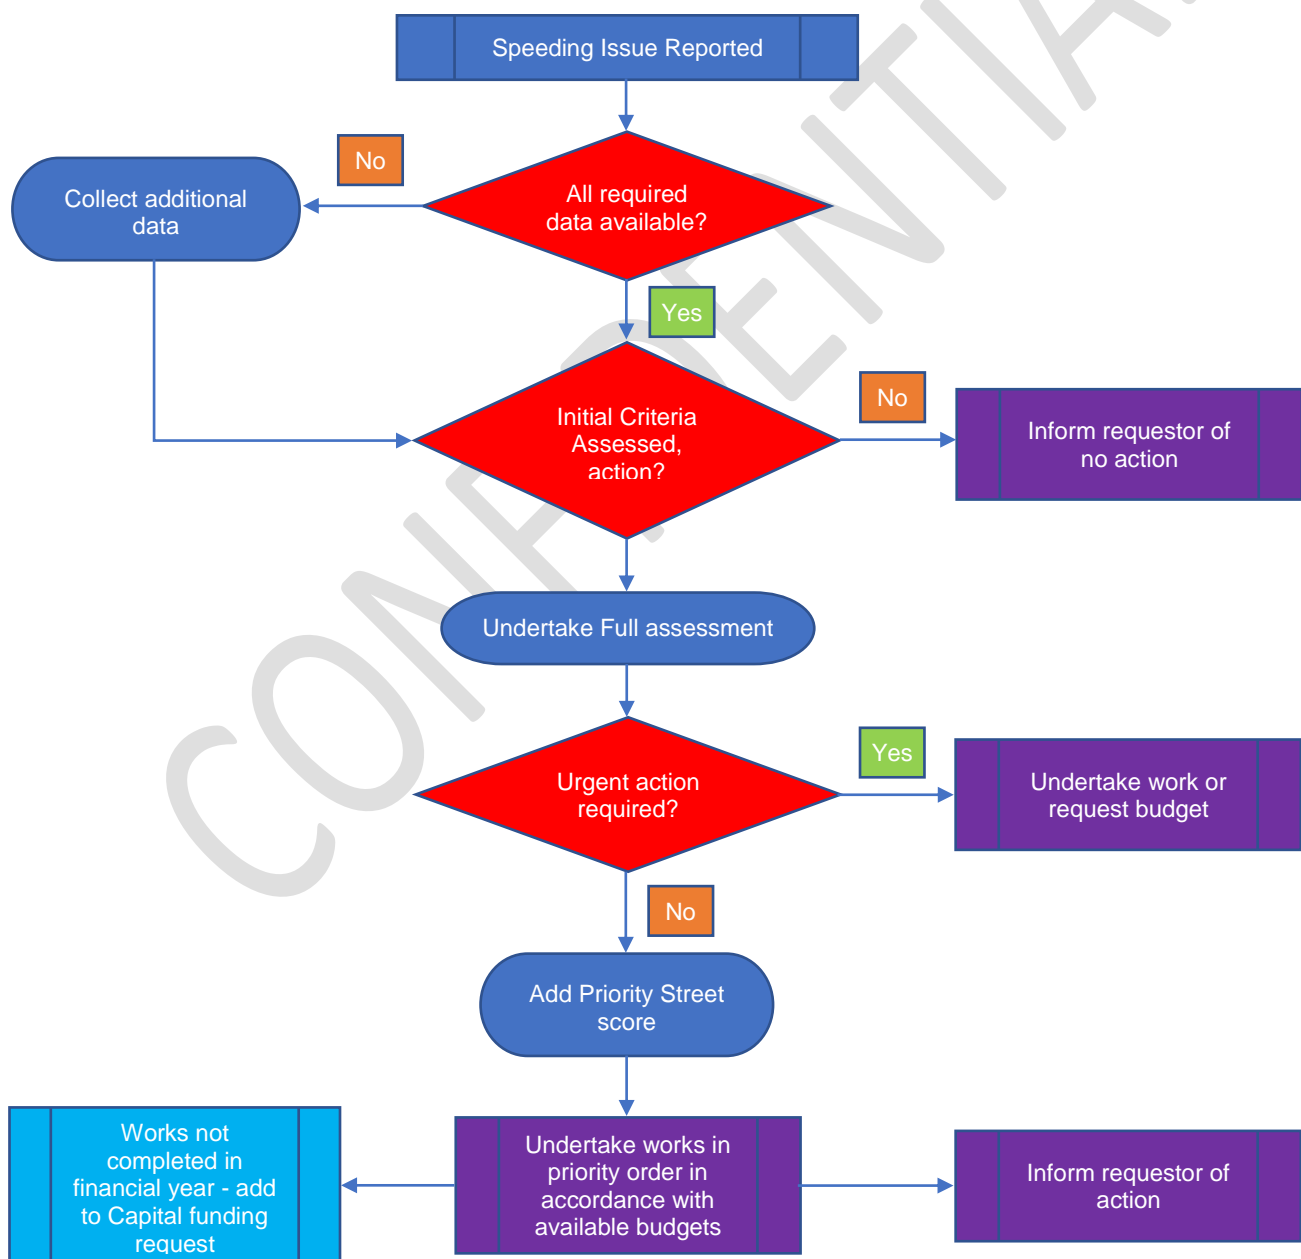 Speeding Issue Reported
No
All required
data available?
Collect additional
data
Yes
Initial Criteria
Assessed,
action?
No
Inform requestor of
no action
Undertake Full assessment
Urgent action
required?
Yes
Undertake work or
request budget
No
Add Priority Street
score
Works not
completed in
financial year - add
to Capital funding
request
Undertake works in
priority order in
accordance with
available budgets
Inform requestor of
action
CONFIDENTIAL